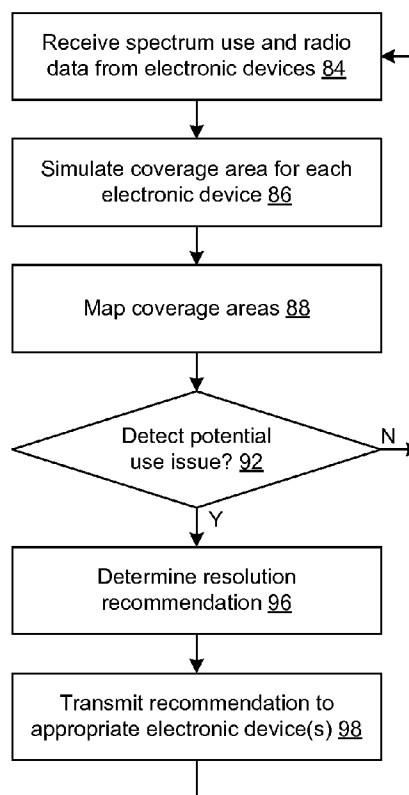 Receive spectrum use and radio
data from electronic devices 84
Simulate coverage area for each
electronic device 86
Map coverage areas 88
Detect potential
use issue? 92
N
Y
Determine resolution
recommendation 96
Transmit recommendation to
appropriate electronic device(s) 98